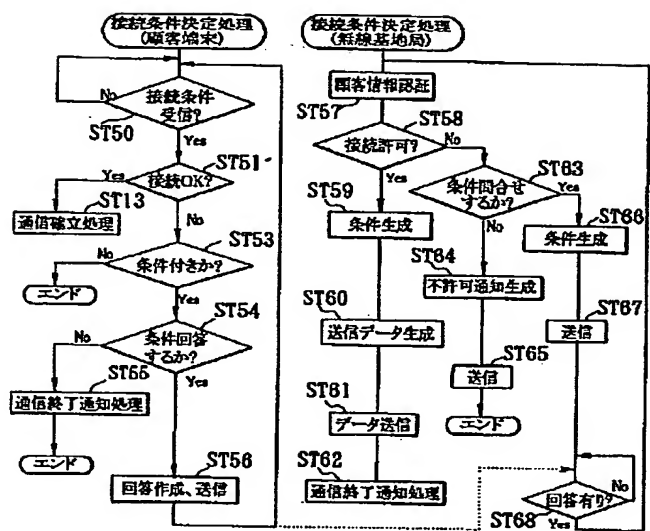 接続条件決定処理
(顧客端末)
No
接続条件
受信?
ST50
Yes
ST51
Yes
接続OK?
ST13
通信確立処理
No
ST53
No
条件付きか?
エンド
Yes
ST54
No
条件回答
するか?
ST55
Yes
通信終了通知処理
エンド
ST56
回答作成、送信
接続条件決定処理
(無線基地局)
顧客情報認証
ST57
ST58
接続許可?
No
Yes
ST59
条件生成
ST60
送信データ生成
ST61
データ送信
ST62
通信終了通知処理
ST63
条件問合せ
するか?
Yes
No
ST64
不許可通知生成
ST65
送信
エンド
ST66
条件生成
ST67
送信
No
回答有り?
ST68
Yes